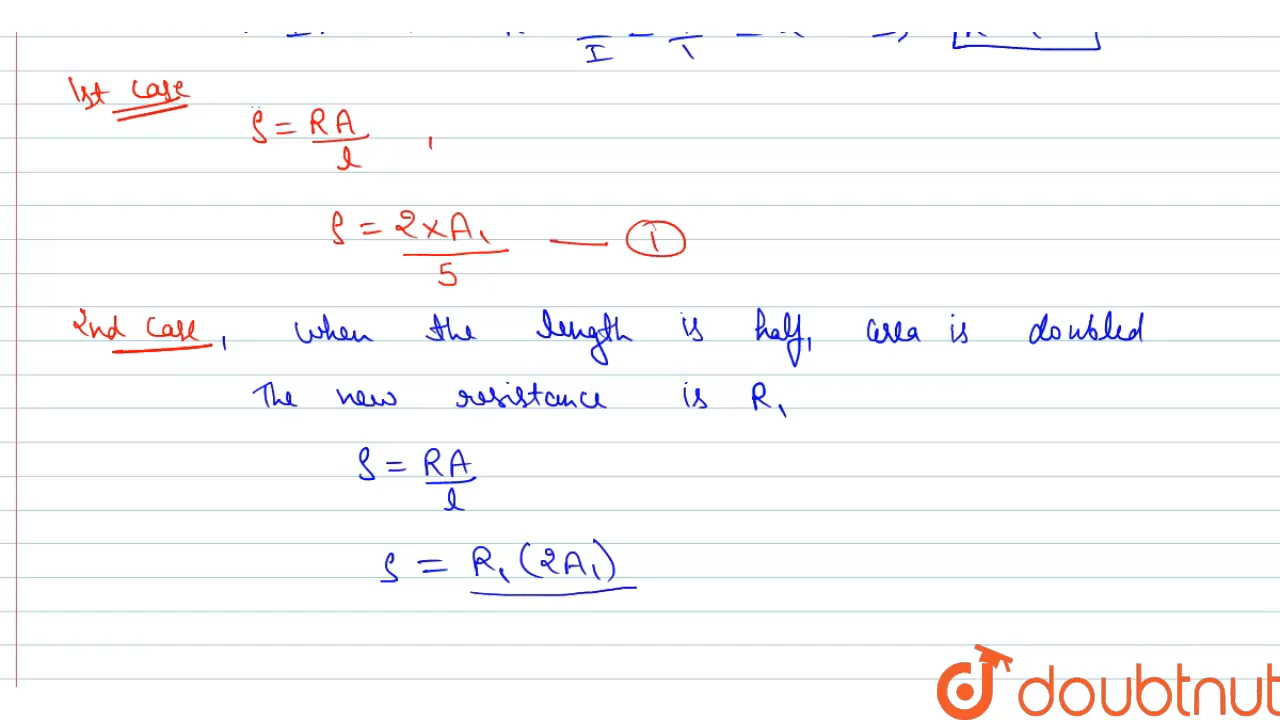 1st case
ρ = RA/l ,
ρ = 2×A₁/5 — ①
2nd case, when the length is half, area is doubled
The new resistance is R₁
ρ = RA/l
ρ = R₁(2A₁)
doubtnut